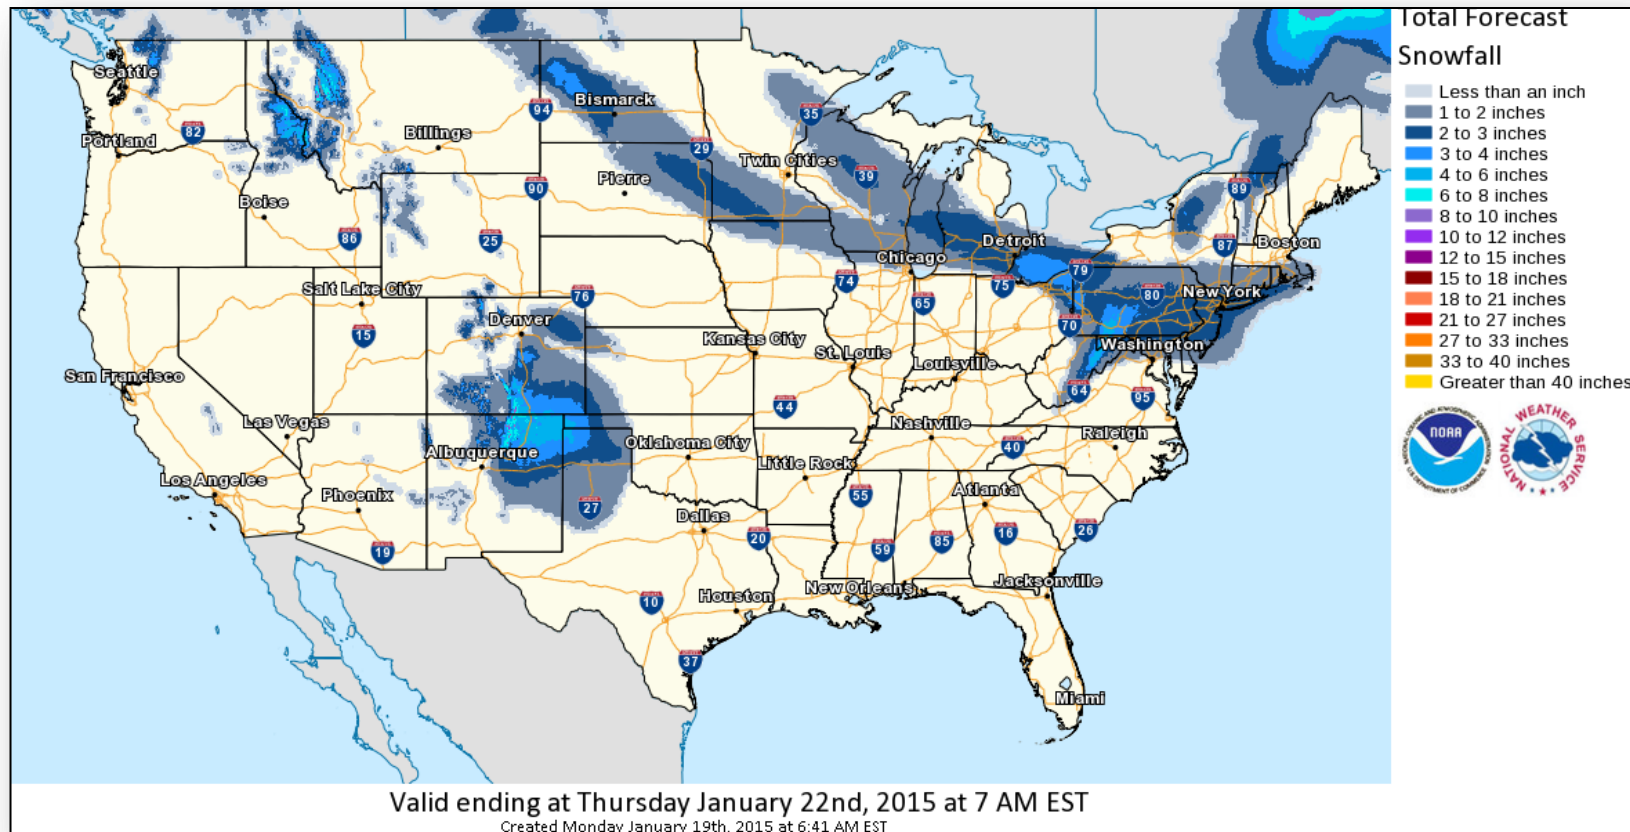 Total Forecast
Snowfall
Less than an inch
1 to 2 inches
2 to 3 inches
3 to 4 inches
4 to 6 inches
6 to 8 inches
8 to 10 inches
10 to 12 inches
12 to 15 inches
15 to 18 inches
18 to 21 inches
21 to 27 inches
27 to 33 inches
33 to 40 inches
Greater than 40 inches
NOAA
NATIONAL WEATHER SERVICE
Seattle
Portland
82
Billings
94
Bismarck
29
35
Twin Cities
39
Pierre
90
Boise
86
25
89
87
Boston
Detroit
Chicago
79
80
New York
74
65
75
70
Salt Lake City
76
15
Denver
Kansas City
St. Louis
Louisville
Washington
64
95
San Francisco
44
Las Vegas
Albuquerque
Oklahoma City
Nashville
40
Raleigh
Little Rock
Los Angeles
Phoenix
27
55
Atlanta
Dallas
20
59
85
16
26
19
10
Houston
New Orleans
Jacksonville
37
Miami
Valid ending at Thursday January 22nd, 2015 at 7 AM EST
Created Monday January 19th, 2015 at 6:41 AM EST